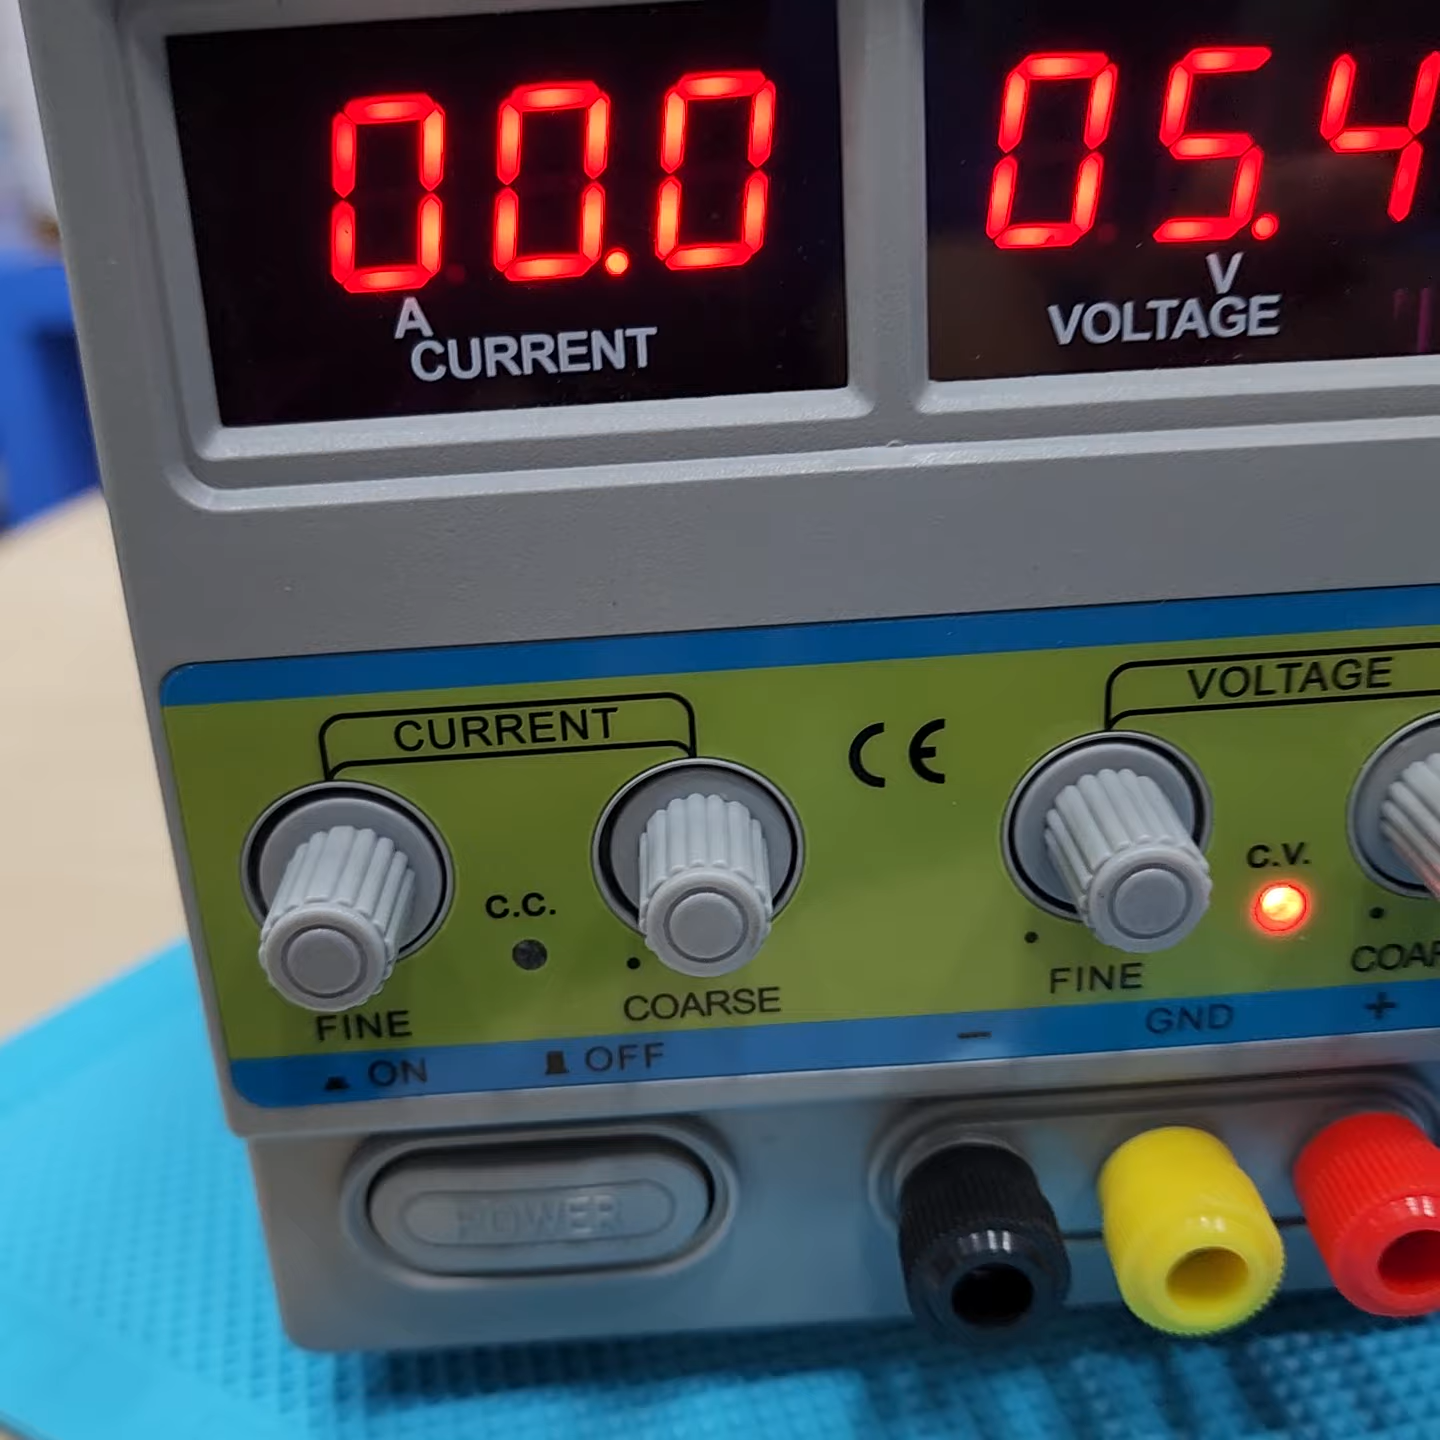 00.0
05.4
A
V
CURRENT
VOLTAGE
CURRENT
CE
VOLTAGE
C.C.
C.V.
FINE
COARSE
FINE
COAR
ON
OFF
−
GND
+
POWER